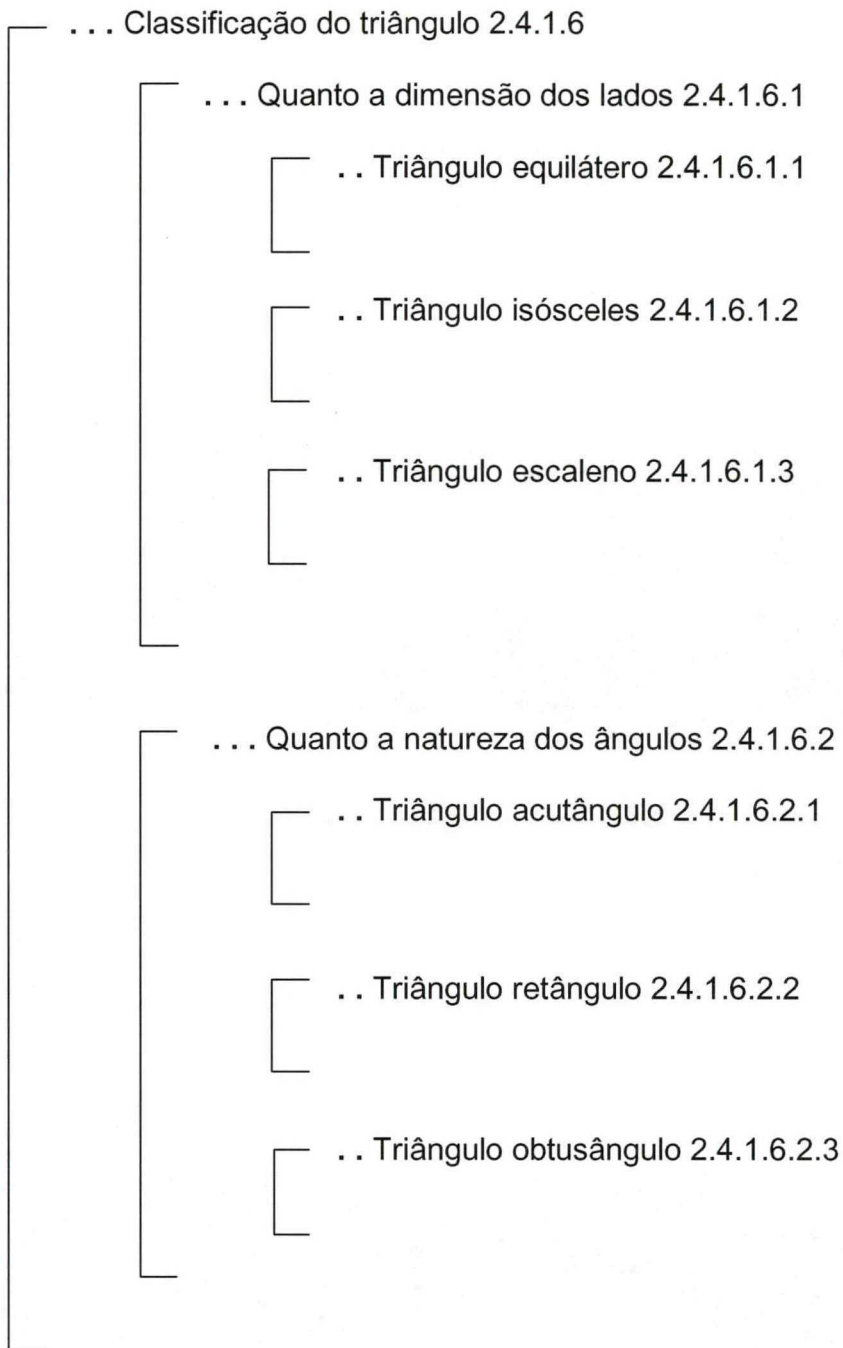 . . . Classificação do triângulo 2.4.1.6
. . . Quanto a dimensão dos lados 2.4.1.6.1
. . Triângulo equilátero 2.4.1.6.1.1
. . Triângulo isósceles 2.4.1.6.1.2
. . Triângulo escaleno 2.4.1.6.1.3
. . . Quanto a natureza dos ângulos 2.4.1.6.2
. . Triângulo acutângulo 2.4.1.6.2.1
. . Triângulo retângulo 2.4.1.6.2.2
. . Triângulo obtusângulo 2.4.1.6.2.3